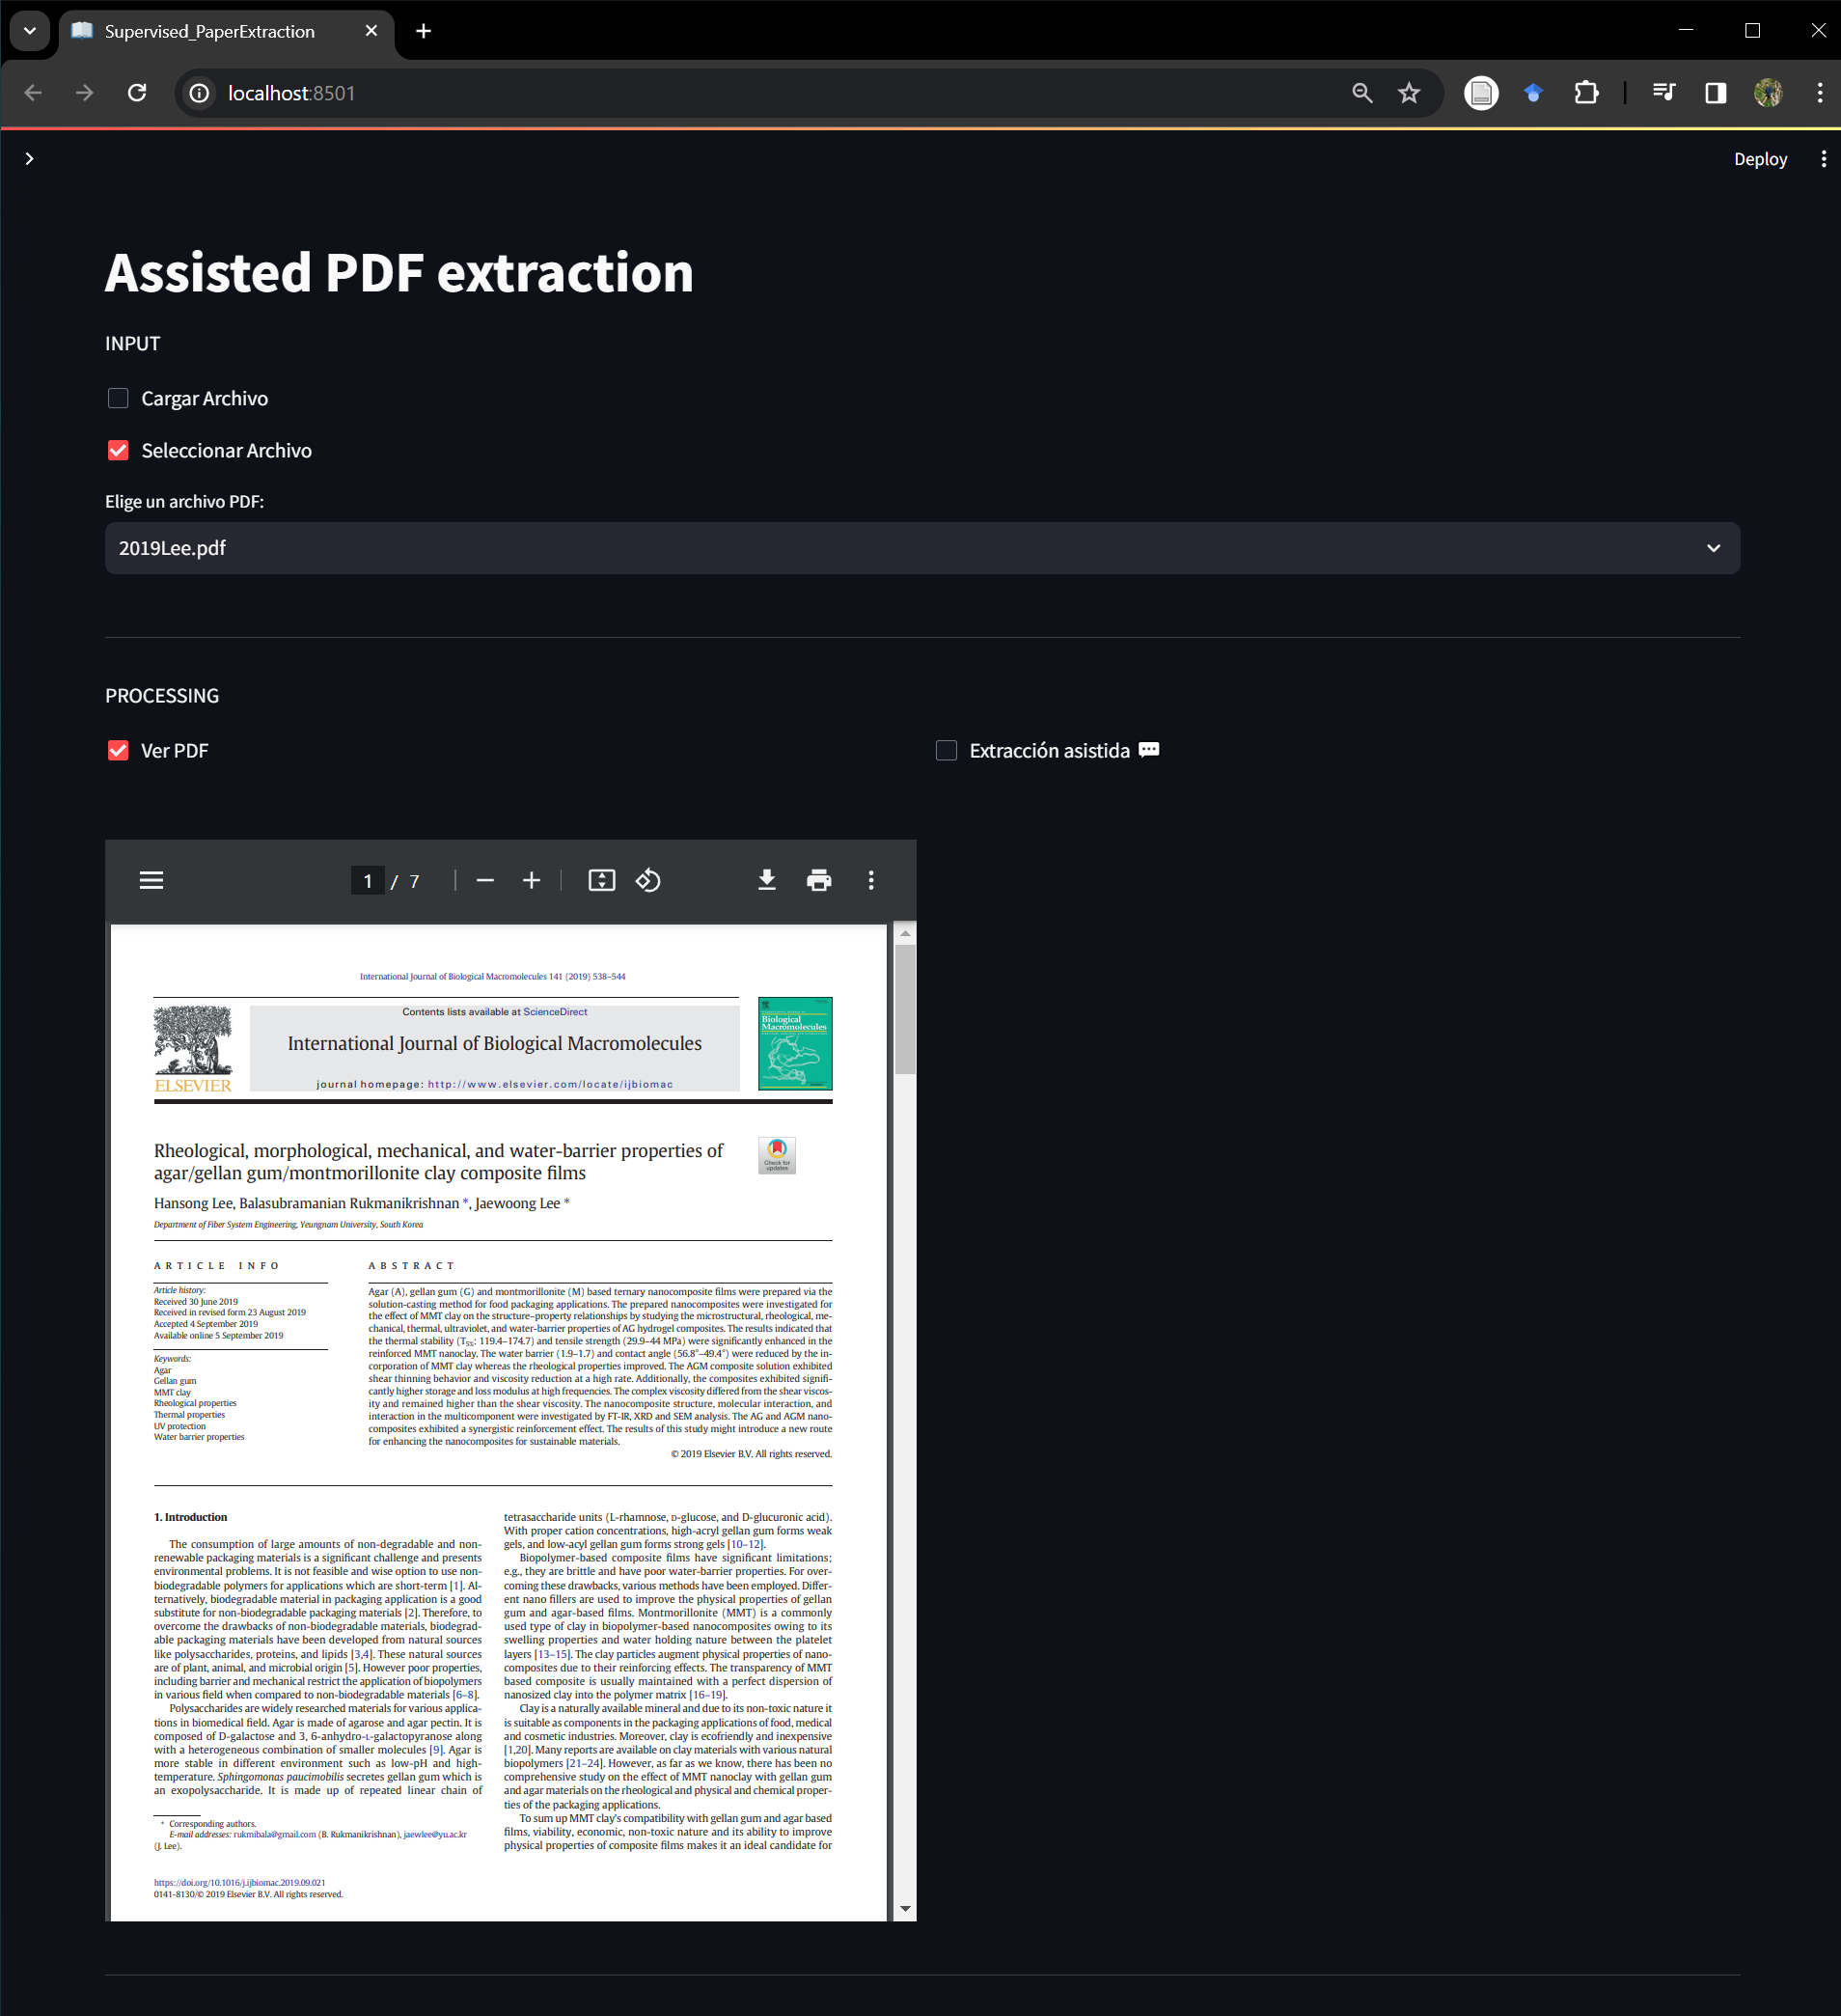 Supervised_PaperExtraction
localhost:8501
Deploy
Assisted PDF extraction
INPUT
Cargar Archivo
Seleccionar Archivo
Elige un archivo PDF:
2019Lee.pdf
PROCESSING
Ver PDF
Extracción asistida
1 / 7
International Journal of Biological Macromolecules 141 (2019) 538–544
Contents lists available at ScienceDirect
International Journal of Biological Macromolecules
journal homepage: http://www.elsevier.com/locate/ijbiomac
ELSEVIER
Biological
Macromolecules
Rheological, morphological, mechanical, and water-barrier properties of
agar/gellan gum/montmorillonite clay composite films
Check for
updates
Hansong Lee, Balasubramanian Rukmanikrishnan *, Jaewoong Lee *
Department of Fiber System Engineering, Yeungnam University, South Korea
ARTICLE INFO
Article history:
Received 30 June 2019
Received in revised form 23 August 2019
Accepted 4 September 2019
Available online 5 September 2019
Keywords:
Agar
Gellan gum
MMT clay
Rheological properties
Thermal properties
UV protection
Water barrier properties
ABSTRACT
Agar (A), gellan gum (G) and montmorillonite (M) based ternary nanocomposite films were prepared via the
solution-casting method for food packaging applications. The prepared nanocomposites were investigated for
the effect of MMT clay on the structure–property relationships by studying the microstructural, rheological, me-
chanical, thermal, ultraviolet, and water-barrier properties of AG hydrogel composites. The results indicated that
the thermal stability (T5%: 119.4–174.7) and tensile strength (29.9–44 MPa) were significantly enhanced in the
reinforced MMT nanoclay. The water barrier (1.9–1.7) and contact angle (56.8°–49.4°) were reduced by the in-
corporation of MMT clay whereas the rheological properties improved. The AGM composite solution exhibited
shear thinning behavior and viscosity reduction at a high rate. Additionally, the composites exhibited signifi-
cantly higher storage and loss modulus at high frequencies. The complex viscosity differed from the shear viscos-
ity and remained higher than the shear viscosity. The nanocomposite structure, molecular interaction, and
interaction in the multicomponent were investigated by FT-IR, XRD and SEM analysis. The AG and AGM nano-
composites exhibited a synergistic reinforcement effect. The results of this study might introduce a new route
for enhancing the nanocomposites for sustainable materials.
© 2019 Elsevier B.V. All rights reserved.
1. Introduction
The consumption of large amounts of non-degradable and non-
renewable packaging materials is a significant challenge and presents
environmental problems. It is not feasible and wise option to use non-
biodegradable polymers for applications which are short-term [1]. Al-
ternatively, biodegradable material in packaging application is a good
substitute for non-biodegradable packaging materials [2]. Therefore, to
overcome the drawbacks of non-biodegradable materials, biodegrad-
able packaging materials have been developed from natural sources
like polysaccharides, proteins, and lipids [3,4]. These natural sources
are of plant, animal, and microbial origin [5]. However poor properties,
including barrier and mechanical restrict the application of biopolymers
in various field when compared to non-biodegradable materials [6–8].
Polysaccharides are widely researched materials for various applica-
tions in biomedical field. Agar is made of agarose and agar pectin. It is
composed of D-galactose and 3, 6-anhydro-L-galactopyranose along
with a heterogeneous combination of smaller molecules [9]. Agar is
more stable in different environment such as low-pH and high-
temperature. Sphingomonas paucimobilis secretes gellan gum which is
an exopolysaccharide. It is made up of repeated linear chain of
* Corresponding authors.
E-mail addresses: rukmibala@gmail.com (B. Rukmanikrishnan), jaewlee@yu.ac.kr
(J. Lee).
tetrasaccharide units (L-rhamnose, D-glucose, and D-glucuronic acid).
With proper cation concentrations, high-acryl gellan gum forms weak
gels, and low-acyl gellan gum forms strong gels [10–12].
Biopolymer-based composite films have significant limitations;
e.g., they are brittle and have poor water-barrier properties. For over-
coming these drawbacks, various methods have been employed. Differ-
ent nano fillers are used to improve the physical properties of gellan
gum and agar-based films. Montmorillonite (MMT) is a commonly
used type of clay in biopolymer-based nanocomposites owing to its
swelling properties and water holding nature between the platelet
layers [13–15]. The clay particles augment physical properties of nano-
composites due to their reinforcing effects. The transparency of MMT
based composite is usually maintained with a perfect dispersion of
nanosized clay into the polymer matrix [16–19].
Clay is a naturally available mineral and due to its non-toxic nature it
is suitable as components in the packaging applications of food, medical
and cosmetic industries. Moreover, clay is ecofriendly and inexpensive
[1,20]. Many reports are available on clay materials with various natural
biopolymers [21–24]. However, as far as we know, there has been no
comprehensive study on the effect of MMT nanoclay with gellan gum
and agar materials on the rheological and physical and chemical proper-
ties of the packaging applications.
To sum up MMT clay's compatibility with gellan gum and agar based
films, viability, economic, non-toxic nature and its ability to improve
physical properties of composite films makes it an ideal candidate for
https://doi.org/10.1016/j.ijbiomac.2019.09.021
0141-8130/© 2019 Elsevier B.V. All rights reserved.